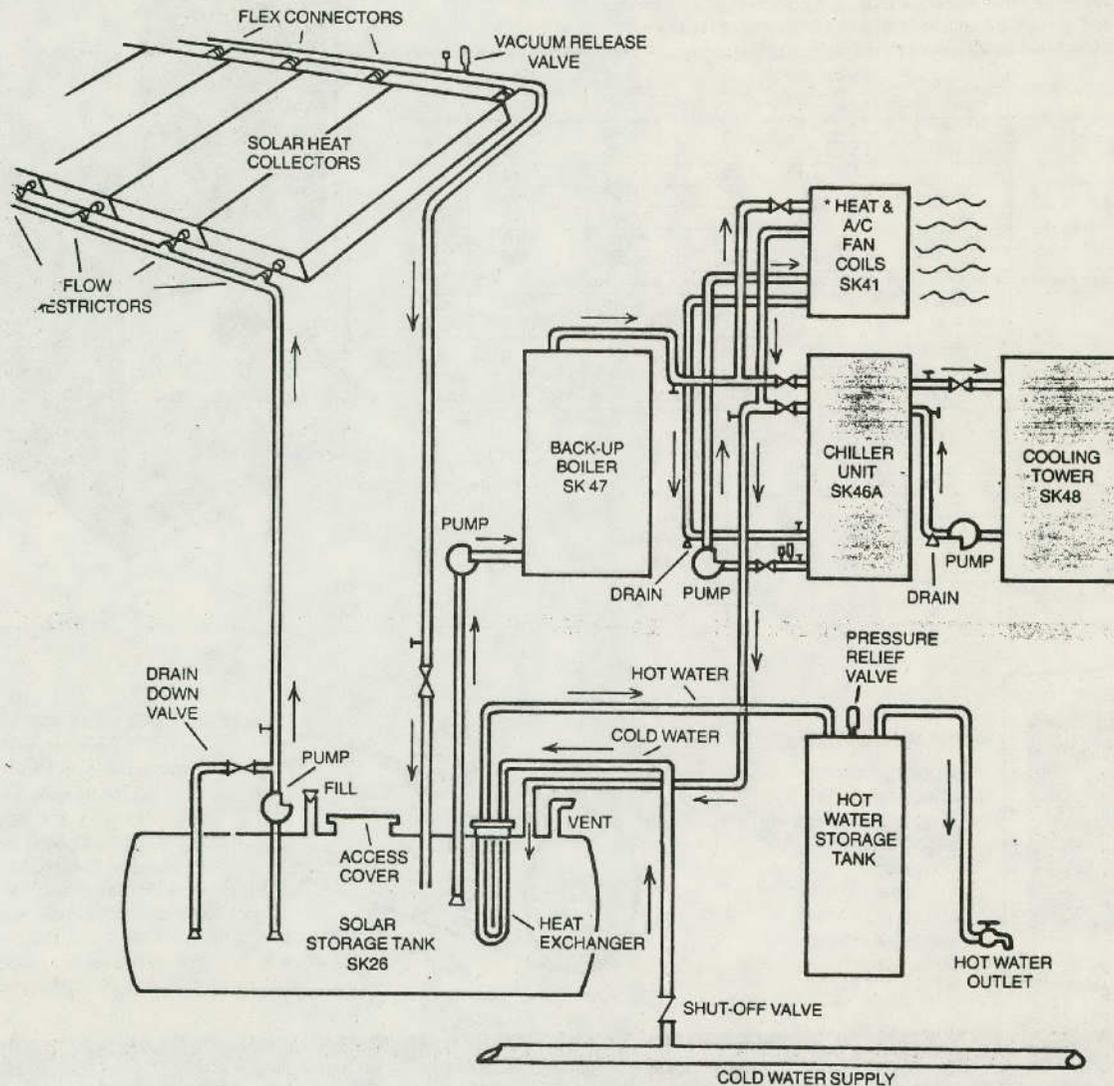 FLEX CONNECTORS
VACUUM RELEASE
VALVE
SOLAR HEAT
COLLECTORS
FLOW
RESTRICTORS
* HEAT &
A/C
FAN
COILS
SK41
BACK-UP
BOILER
SK 47
CHILLER
UNIT
SK46A
COOLING
TOWER
SK48
PUMP
DRAIN
PUMP
PUMP
DRAIN
PRESSURE
RELIEF
VALVE
HOT WATER
COLD WATER
DRAIN
DOWN
VALVE
PUMP
FILL
ACCESS
COVER
VENT
HOT
WATER
STORAGE
TANK
SOLAR
STORAGE TANK
SK26
HEAT
EXCHANGER
HOT WATER
OUTLET
SHUT-OFF VALVE
COLD WATER SUPPLY